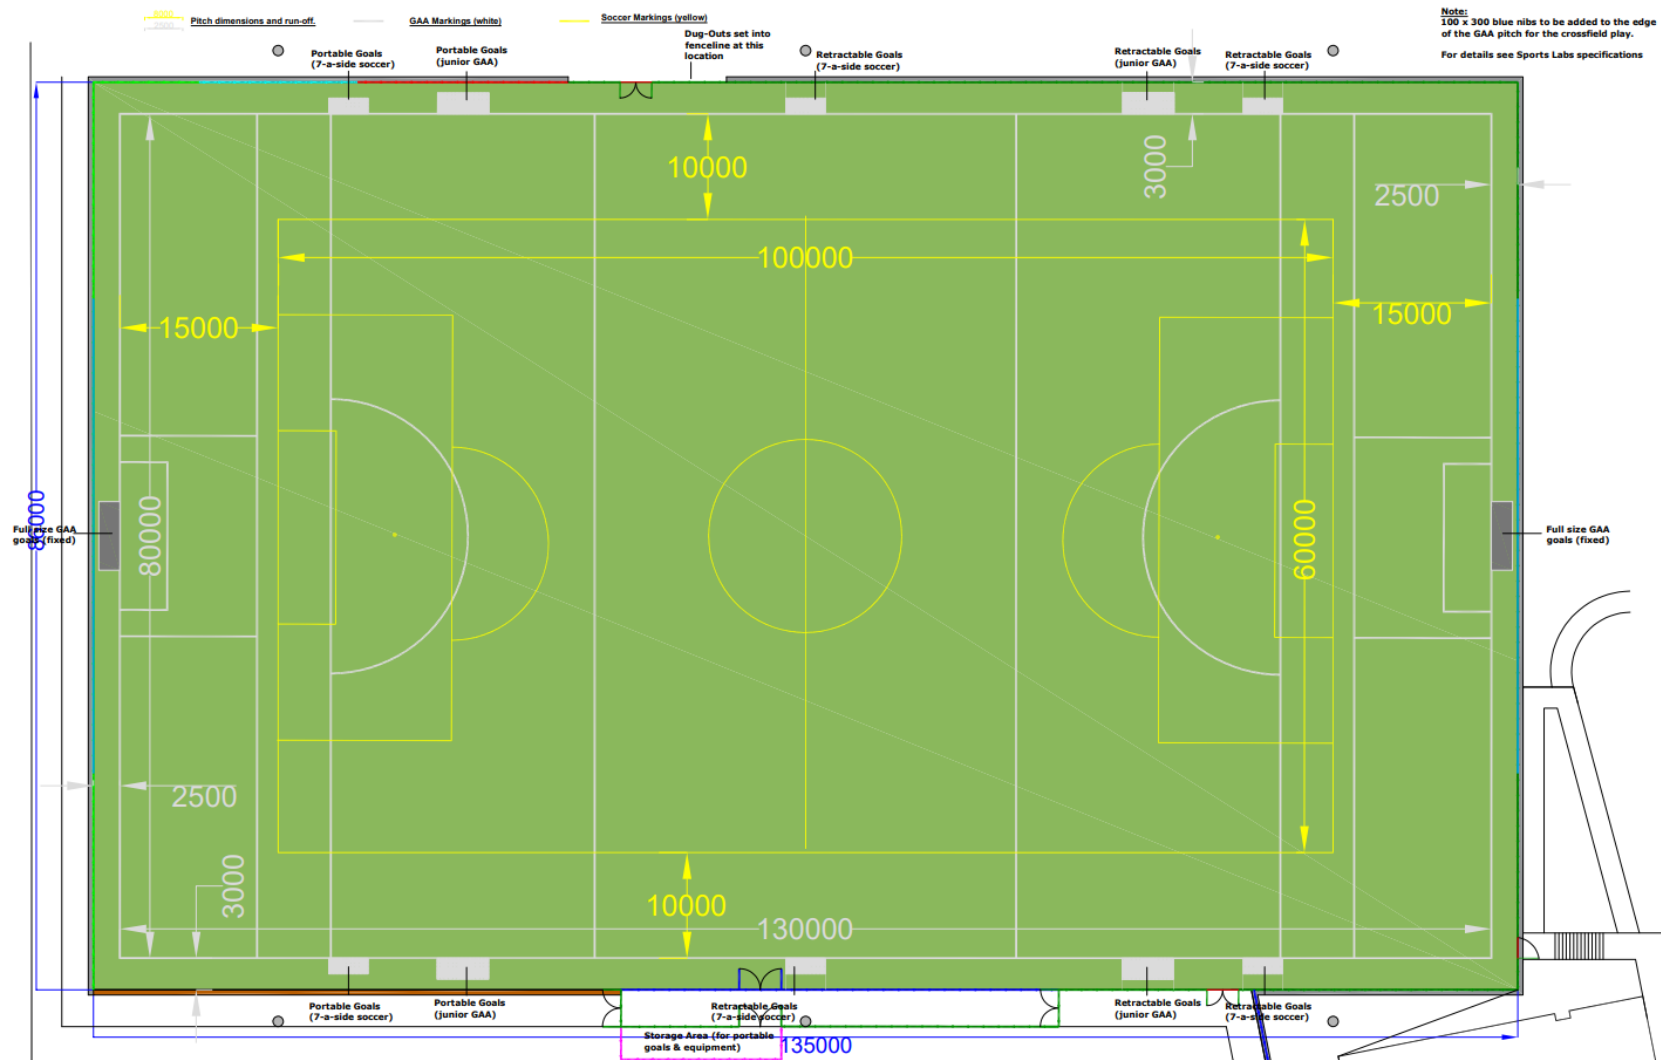 8900
2500
Pitch dimensions and run-off.
GAA Markings (white)
Soccer Markings (yellow)
Note:
100 x 300 blue nibs to be added to the edge
of the GAA pitch for the crossfield play.
For details see Sports Labs specifications
Portable Goals
(7-a-side soccer)
Portable Goals
(junior GAA)
Dug-Outs set into
fenceline at this
location
Retractable Goals
(7-a-side soccer)
Retractable Goals
(junior GAA)
Retractable Goals
(7-a-side soccer)
10000
3000
2500
100000
15000
15000
80000
60000
Full size GAA
goals (fixed)
Full size GAA
goals (fixed)
2500
3000
10000
130000
Portable Goals
(7-a-side soccer)
Portable Goals
(junior GAA)
Retractable Goals
(7-a-side soccer)
Retractable Goals
(junior GAA)
Retractable Goals
(7-a-side soccer)
Storage Area (for portable
goals & equipment)
135000